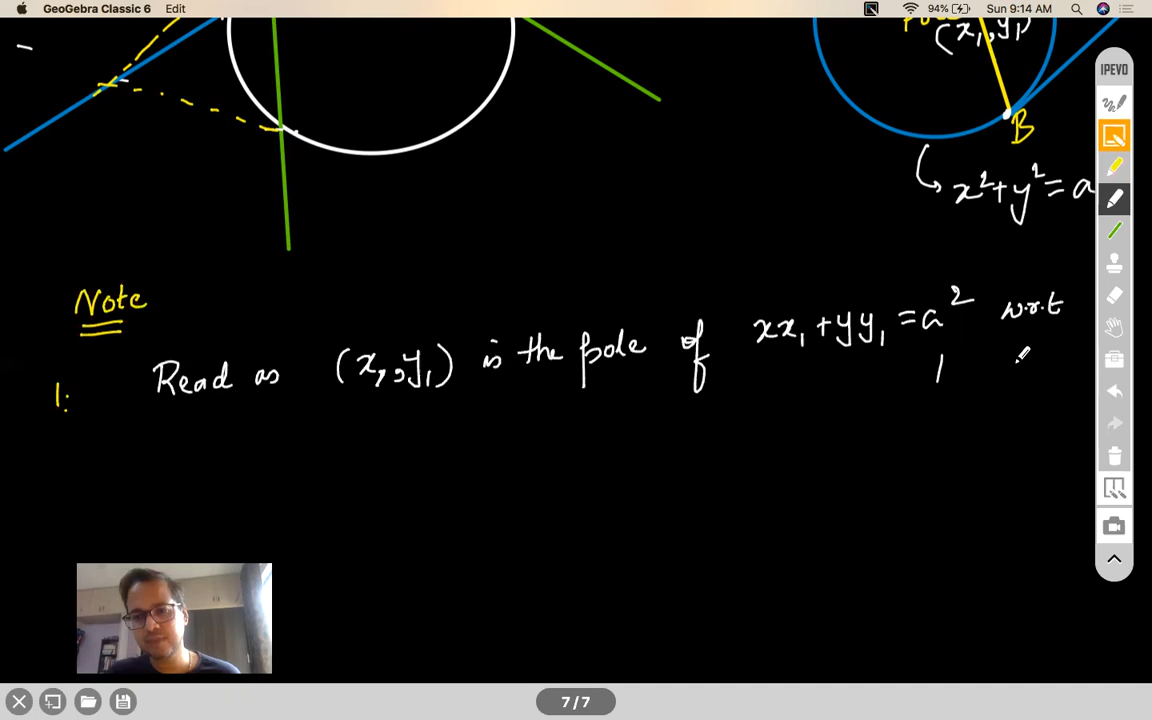 GeoGebra Classic 6 Edit 94% Sun 9:14 AM
IPEVO
(x₁, y₁)
B
x²+y²=a
Note
1. Read as (x₁, y₁) is the pole of xx₁+yy₁=a² w.r.t
7/7